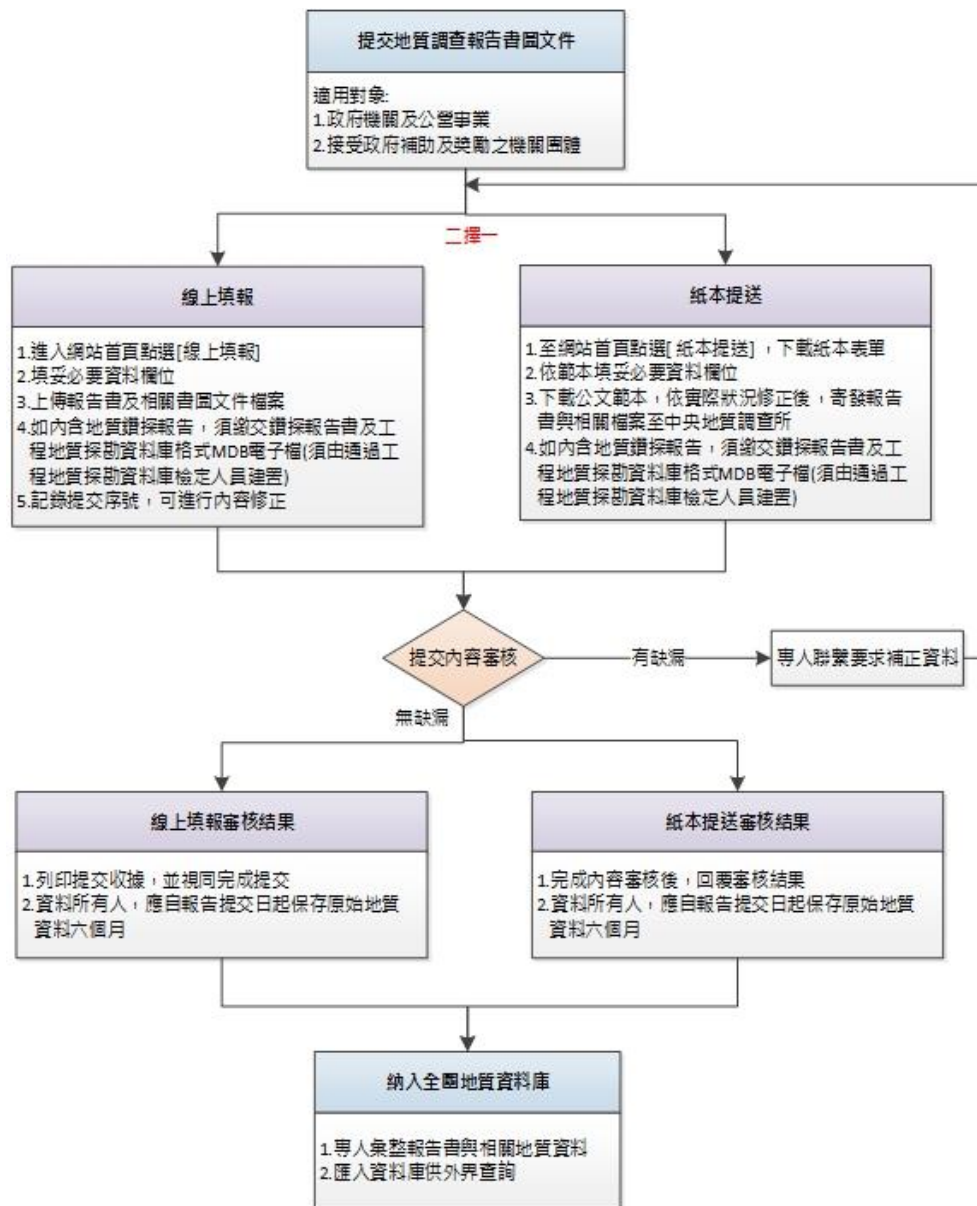 提交地質調查報告書圖文件
適用對象:
1.政府機關及公營事業
2.接受政府補助及獎勵之機關團體
二擇一
線上填報
1.進入網站首頁點選[線上填報]
2.填妥必要資料欄位
3.上傳報告書及相關書圖文件檔案
4.如內含地質鑽探報告，須繳交鑽探報告書及工
程地質探勘資料庫格式MDB電子檔(須由通過工
程地質探勘資料庫檢定人員建置)
5.記錄提交序號，可進行內容修正
紙本提送
1.至網站首頁點選[ 紙本提送] ，下載紙本表單
2.依範本填妥必要資料欄位
3.下載公文範本，依實際狀況修正後，寄發報告
書與相關檔案至中央地質調查所
4.如內含地質鑽探報告，須繳交鑽探報告書及工
程地質探勘資料庫格式MDB電子檔(須由通過工
程地質探勘資料庫檢定人員建置)
提交內容審核
有缺漏
專人聯繫要求補正資料
無缺漏
線上填報審核結果
1.列印提交收據，並視同完成提交
2.資料所有人，應自報告提交日起保存原始地質
資料六個月
紙本提送審核結果
1.完成內容審核後，回覆審核結果
2.資料所有人，應自報告提交日起保存原始地質
資料六個月
納入全國地質資料庫
1.專人彙整報告書與相關地質資料
2.匯入資料庫供外界查詢